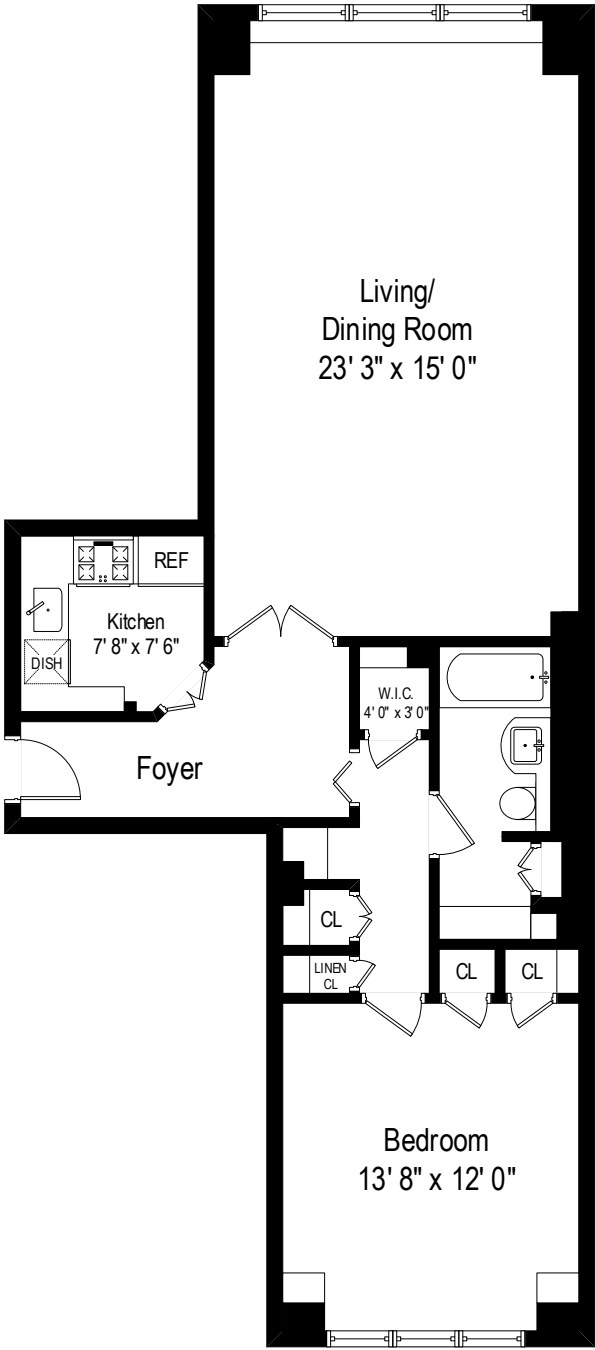 Living/
Dining Room
23' 3" x 15' 0"
REF
Kitchen
7' 8" x 7' 6"
DISH
W.I.C.
4' 0" x 3' 0"
Foyer
CL
LINEN
CL
CL
CL
Bedroom
13' 8" x 12' 0"